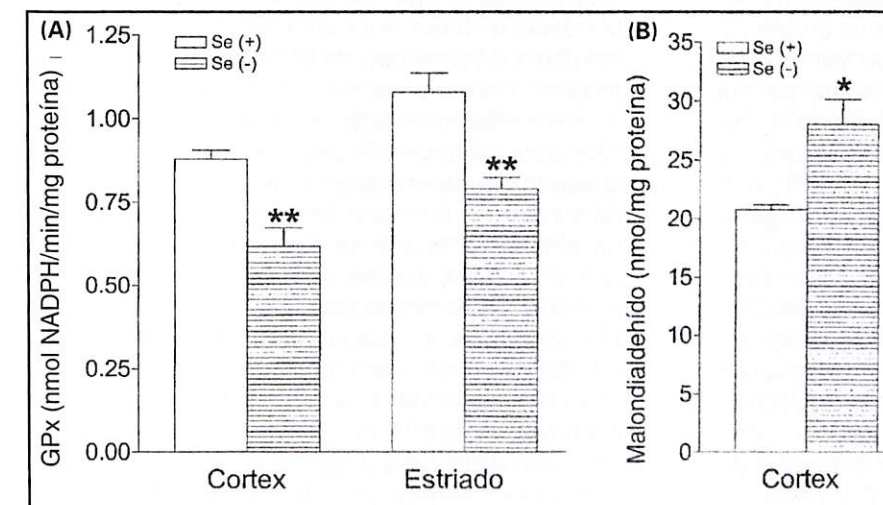 (A)
GPx (nmol NADPH/min/mg proteína)
1.25
1.00
0.75
0.50
0.25
0.00
Se (+)
Se (-)
**
**
Cortex
Estriado
(B)
Malondialdehído (nmol/mg proteína)
35
30
25
20
15
10
5
0
Se (+)
Se (-)
*
Cortex